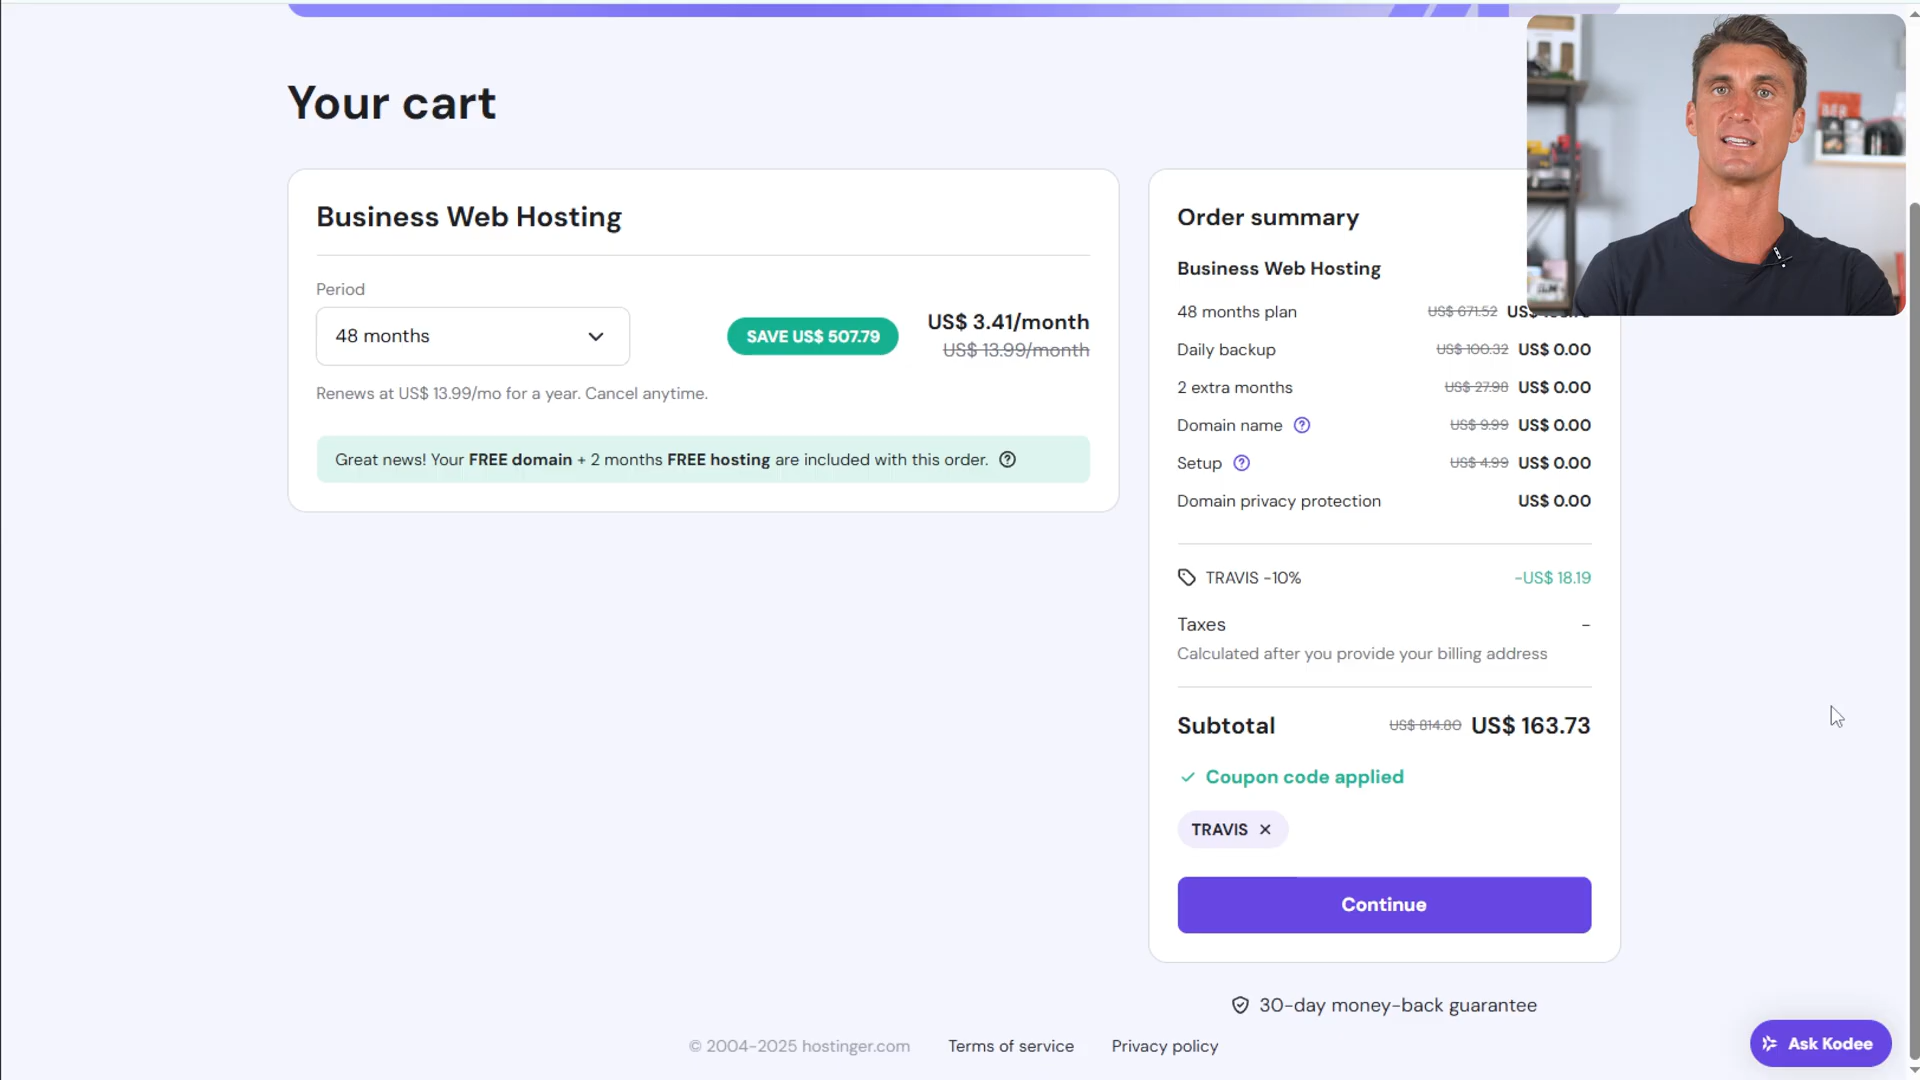 Your cart
Business Web Hosting
Period
48 months
SAVE US$ 507.79
US$ 3.41/month
US$ 13.99/month
Renews at US$ 13.99/mo for a year. Cancel anytime.
Great news! Your FREE domain + 2 months FREE hosting are included with this order.
Order summary
Business Web Hosting
48 months plan US$ 671.52 US$
Daily backup US$ 100.32 US$ 0.00
2 extra months US$ 27.98 US$ 0.00
Domain name US$ 9.99 US$ 0.00
Setup US$ 4.99 US$ 0.00
Domain privacy protection US$ 0.00
TRAVIS -10% -US$ 18.19
Taxes -
Calculated after you provide your billing address
Subtotal US$ 814.80 US$ 163.73
Coupon code applied
TRAVIS
Continue
30-day money-back guarantee
© 2004-2025 hostinger.com Terms of service Privacy policy
Ask Kodee